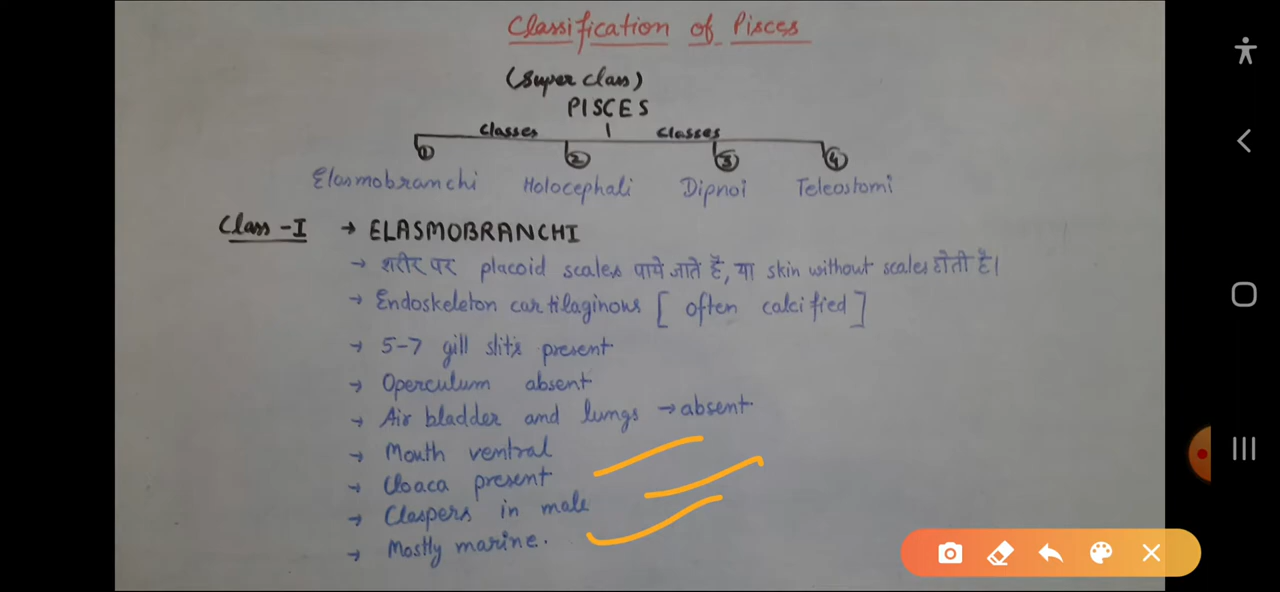 Classification of Pisces
(Super class)
PISCES
Classes Classes
① ② ③ ④
Elasmobranchi Holocephali Dipnoi Teleostomi
Class-I → ELASMOBRANCHI
→ शरीर पर placoid scales पाये जाते हैं, या skin without scales होती है।
→ Endoskeleton cartilaginous [often calcified]
→ 5-7 gill slits present
→ Operculum absent
→ Air bladder and lungs → absent
→ Mouth ventral
→ Cloaca present
→ Claspers in male
→ Mostly marine.